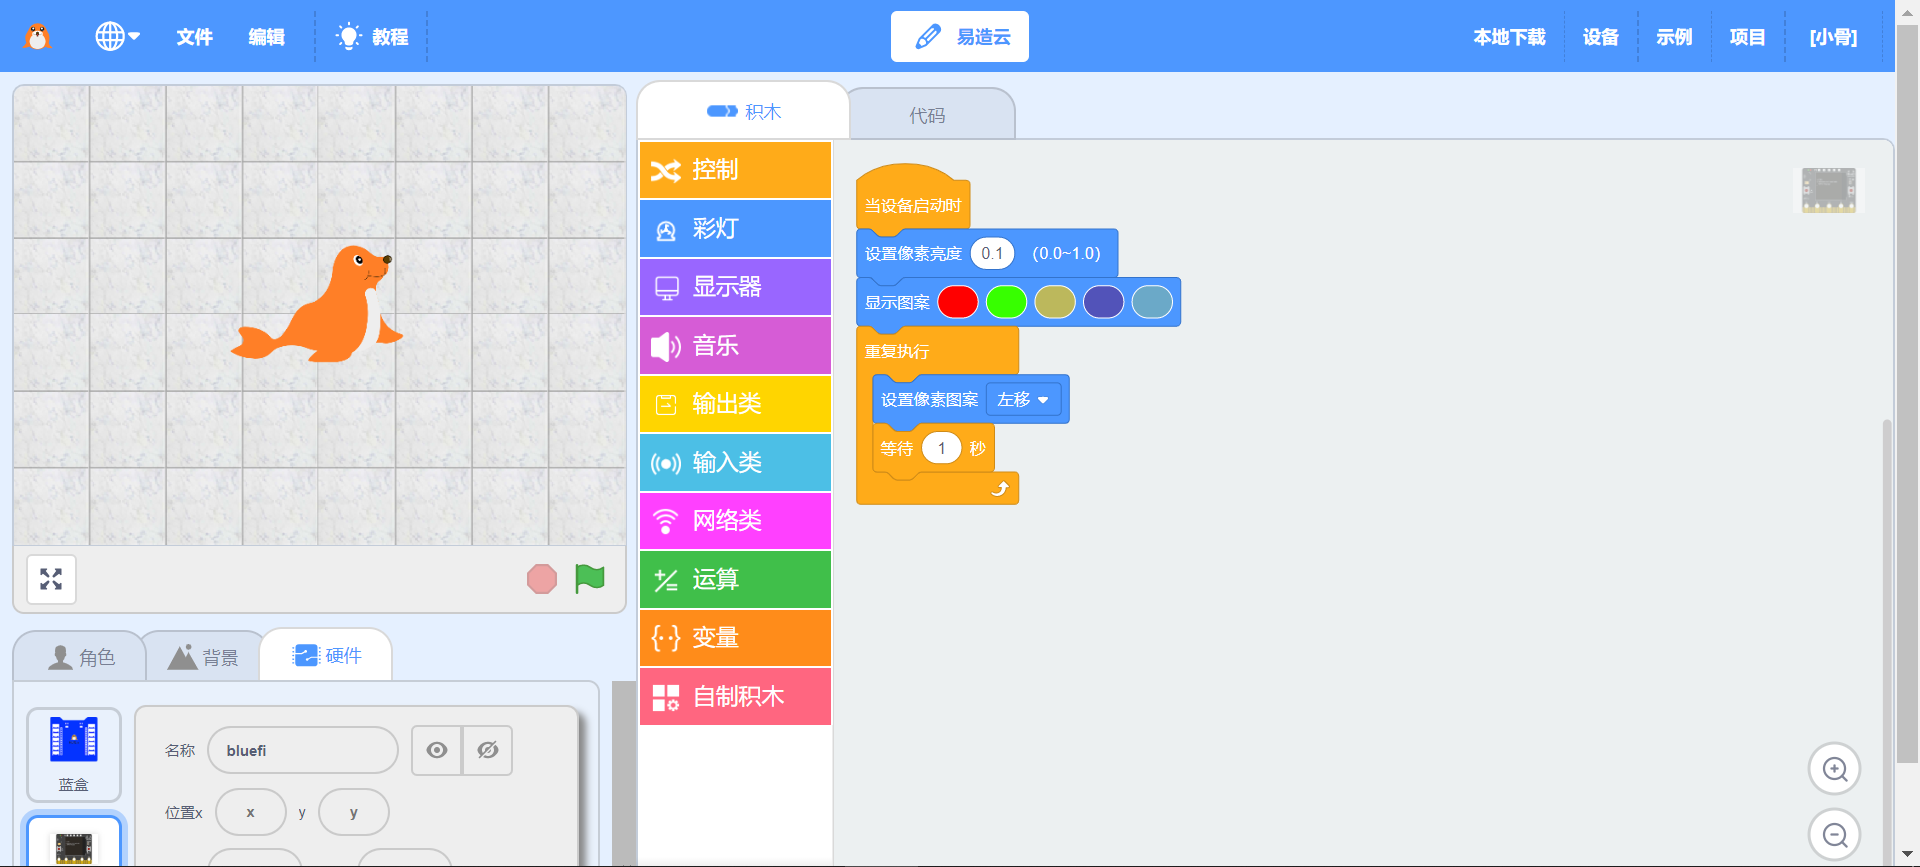 文件 编辑 教程 易造云 本地下载 设备 示例 项目 [小骨]
积木 代码
控制
彩灯
显示器
音乐
输出类
输入类
网络类
运算
变量
自制积木
当设备启动时
设置像素亮度 0.1 (0.0~1.0)
显示图案
重复执行
设置像素图案 左移
等待 1 秒
角色 背景 硬件
蓝盒
名称 bluefi
位置x x y y